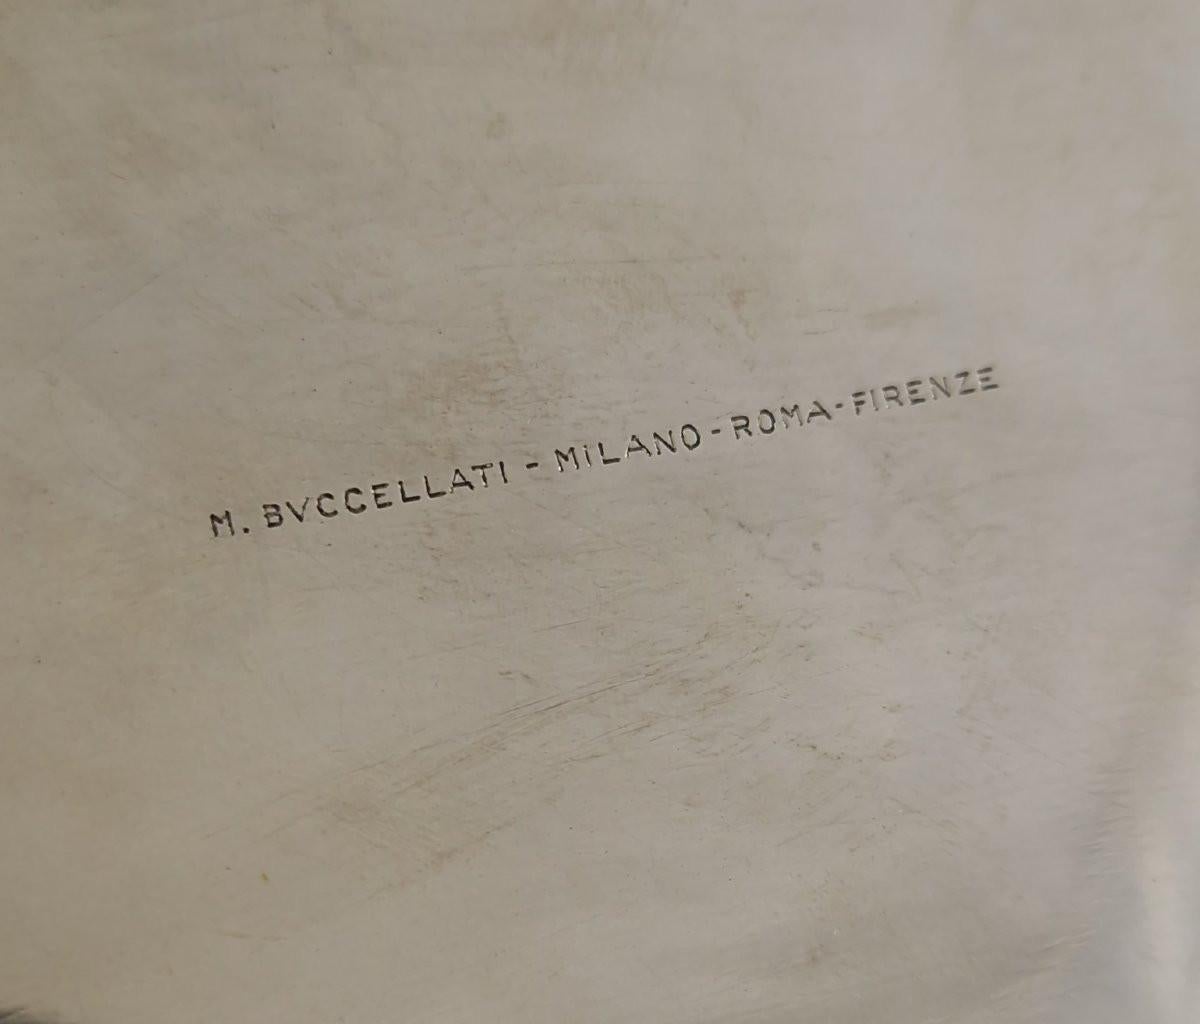 M. BVCCELLATI - MILANO - ROMA - FIRENZE